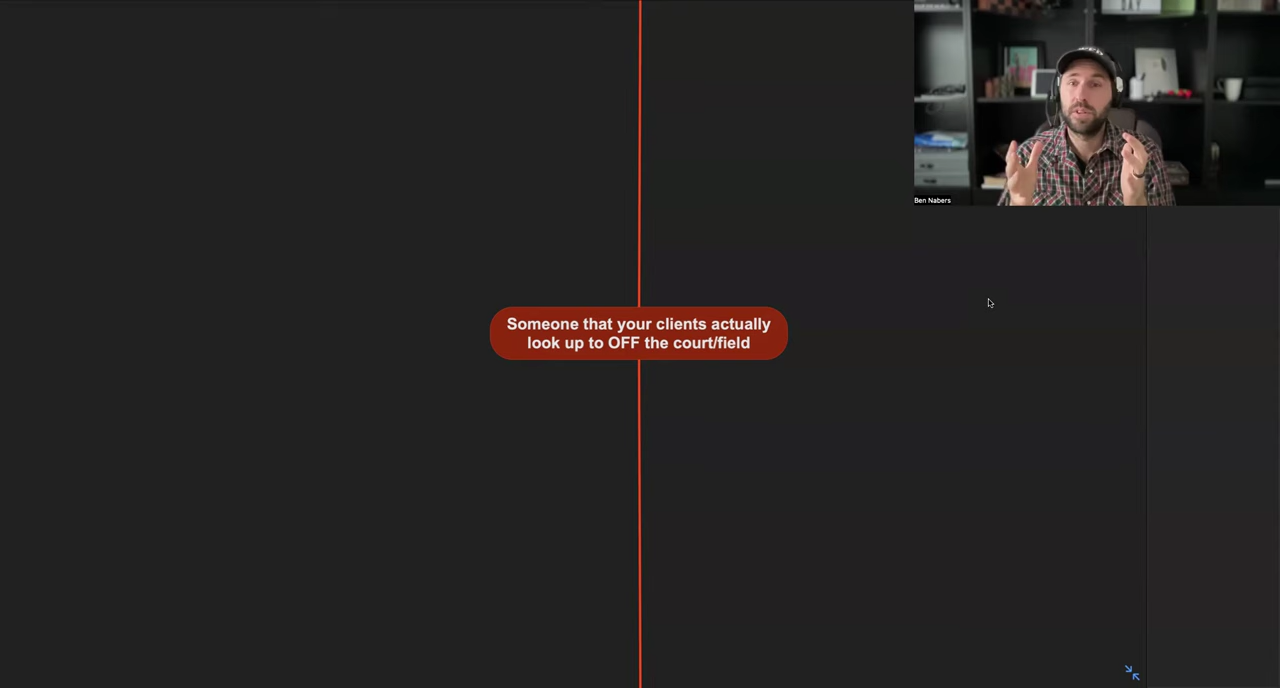 Ben Nabers
Someone that your clients actually
look up to OFF the court/field